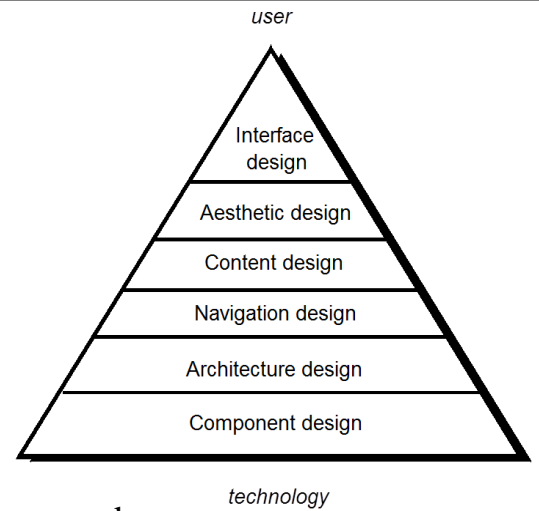 user
Interface
design
Aesthetic design
Content design
Navigation design
Architecture design
Component design
technology